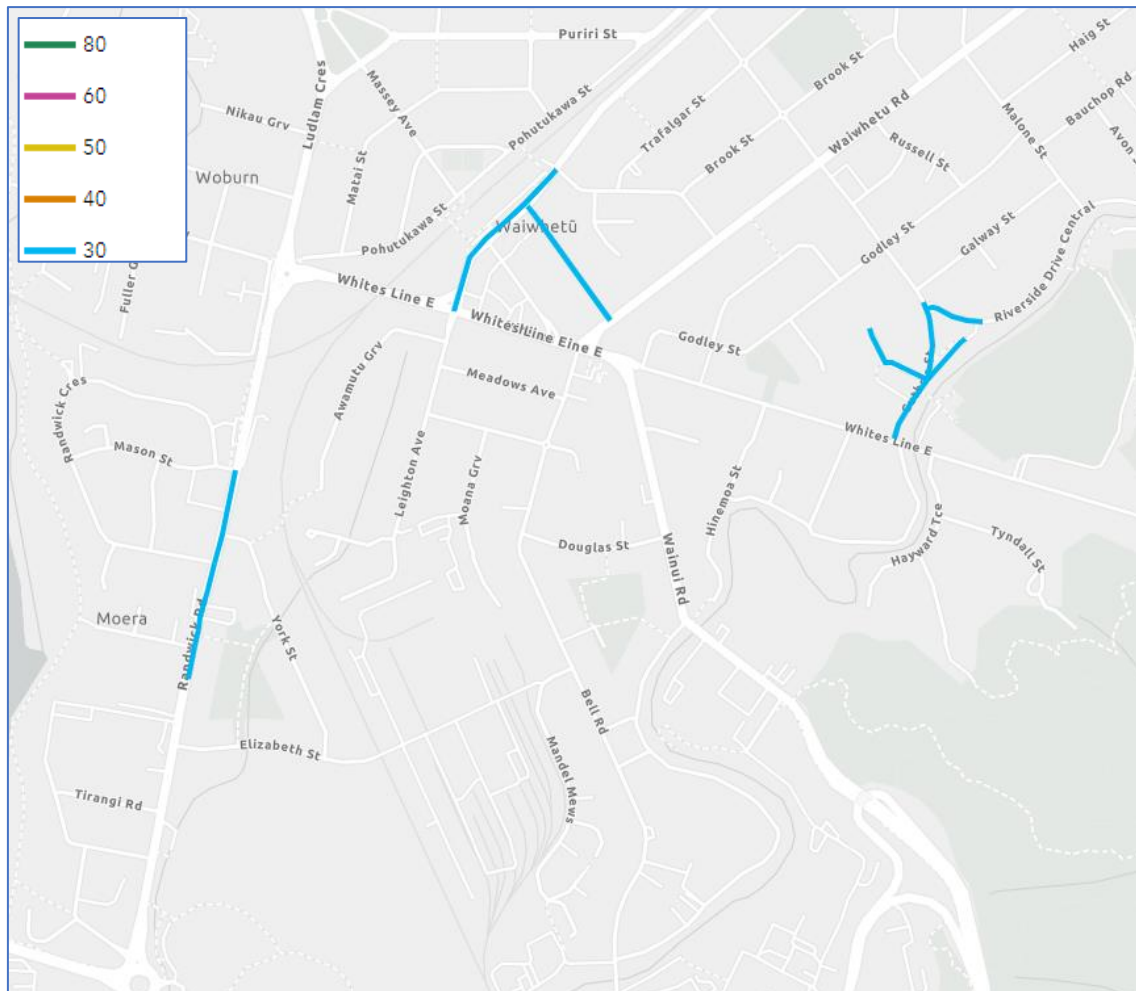 80
60
50
40
30
Puriri St
Ludlam Cres
Massey Ave
Nikau Grv
Pohutukawa St
Trafalgar St
Brook St
Haig St
Waiwhetu Rd
Bauchop Rd
Malone St
Avon
Russell St
Brook St
Matai St
Woburn
Waiwhetū
Pohutukawa St
Godley St
Galway St
Riverside Drive Central
Fuller G
Whites Line E
Godley St
Meadows Ave
Awamutu Grv
Randwick Cres
Mason St
Leighton Ave
Moana Grv
Whites Line E
Hinemoa St
Douglas St
Wainui Rd
Hayward Tce
Tyndall St
Moera
Randwick Rd
York St
Bell Rd
Elizabeth St
Mandel Mews
Tirangi Rd